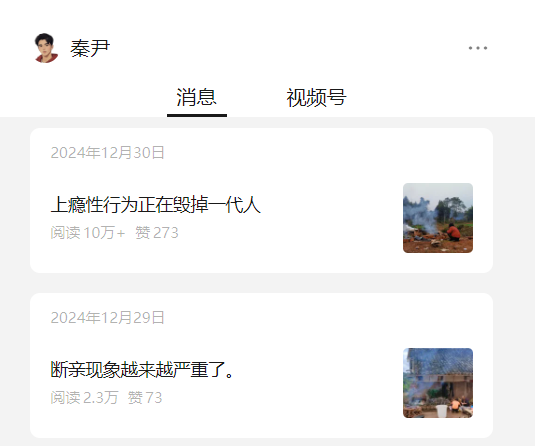 秦尹
消息 视频号
2024年12月30日
上瘾性行为正在毁掉一代人
阅读 10万+ 赞 273
2024年12月29日
断亲现象越来越严重了。
阅读 2.3万 赞 73